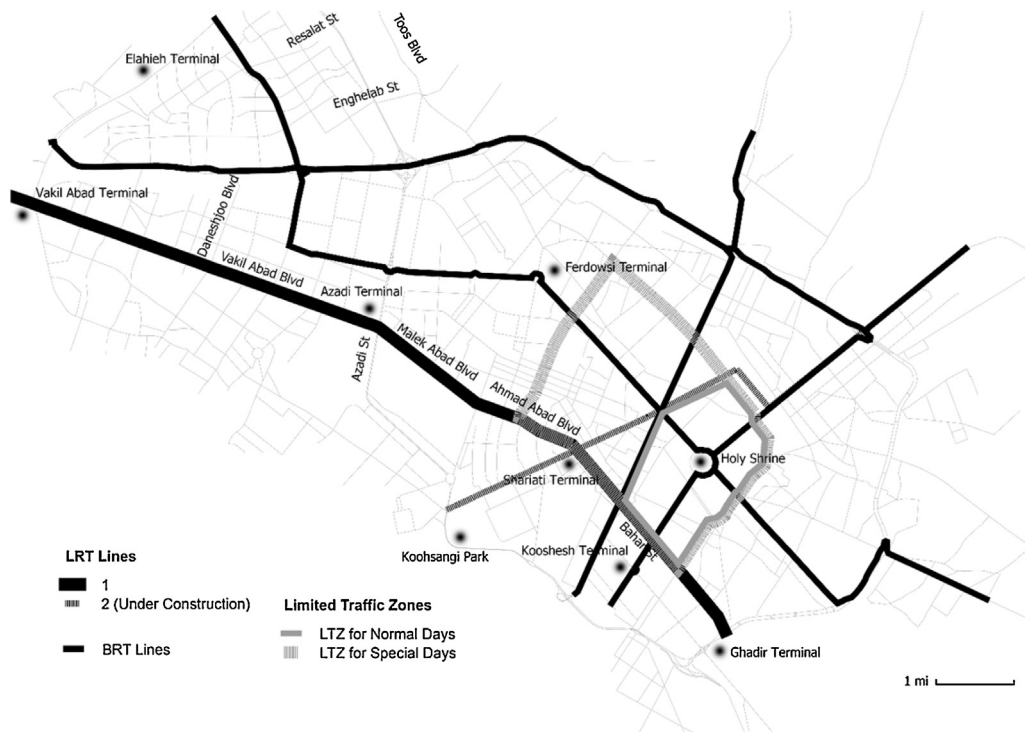 Resalat St
Toos Blvd
Elahieh Terminal
Enghelab St
Vakil Abad Terminal
Daneshjoo Blvd
Vakil Abad Blvd
Ferdowsi Terminal
Azadi Terminal
Azadi St
Malek Abad Blvd
Ahmad Abad Blvd
Holy Shrine
Shariati Terminal
Bahar St
Kooshesh Terminal
Koohsangi Park
LRT Lines
1
2 (Under Construction)
BRT Lines
Limited Traffic Zones
LTZ for Normal Days
LTZ for Special Days
Ghadir Terminal
1 mi